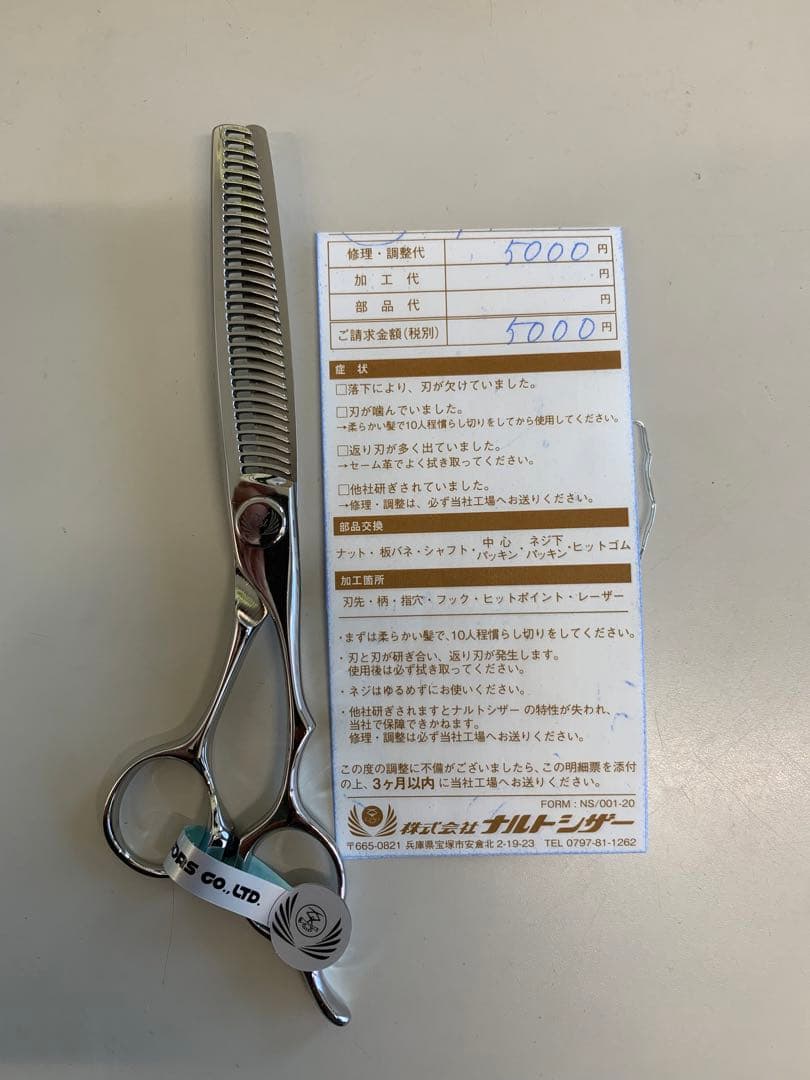 修理・調整代 5000円
加工代 円
部品代 円
ご請求金額(税別) 5000円
症状
□落下により、刃が欠けていました。
□刃が噛んでいました。
→柔らかい髪で10人程慣らし切りをしてから使用してください。
□返り刃が多く出ていました。
→セーム革でよく拭き取ってください。
□他社研ぎされていました。
→修理・調整は、必ず当社工場へお送りください。
部品交換
ナット・板バネ・シャフト・中心パッキン・ネジ下パッキン・ヒットゴム
加工箇所
刃先・柄・指穴・フック・ヒットポイント・レーザー
・まずは柔らかい髪で、10人程慣らし切りをしてください。
・刃と刃が研ぎ合い、返り刃が発生します。
使用後は必ず拭き取ってください。
・ネジはゆるめずにお使いください。
・他社研ぎされますとナルトシザーの特性が失われ、
当社で保障できかねます。
修理・調整は必ず当社工場へお送りください。
この度の調整に不備がございましたら、この明細票を添付
の上、3ヶ月以内に当社工場へお送りください。
FORM : NS/001-20
株式会社ナルトシザー
〒665-0821 兵庫県宝塚市安倉北2-19-23 TEL 0797-81-1262
ORS CO.,LTD.